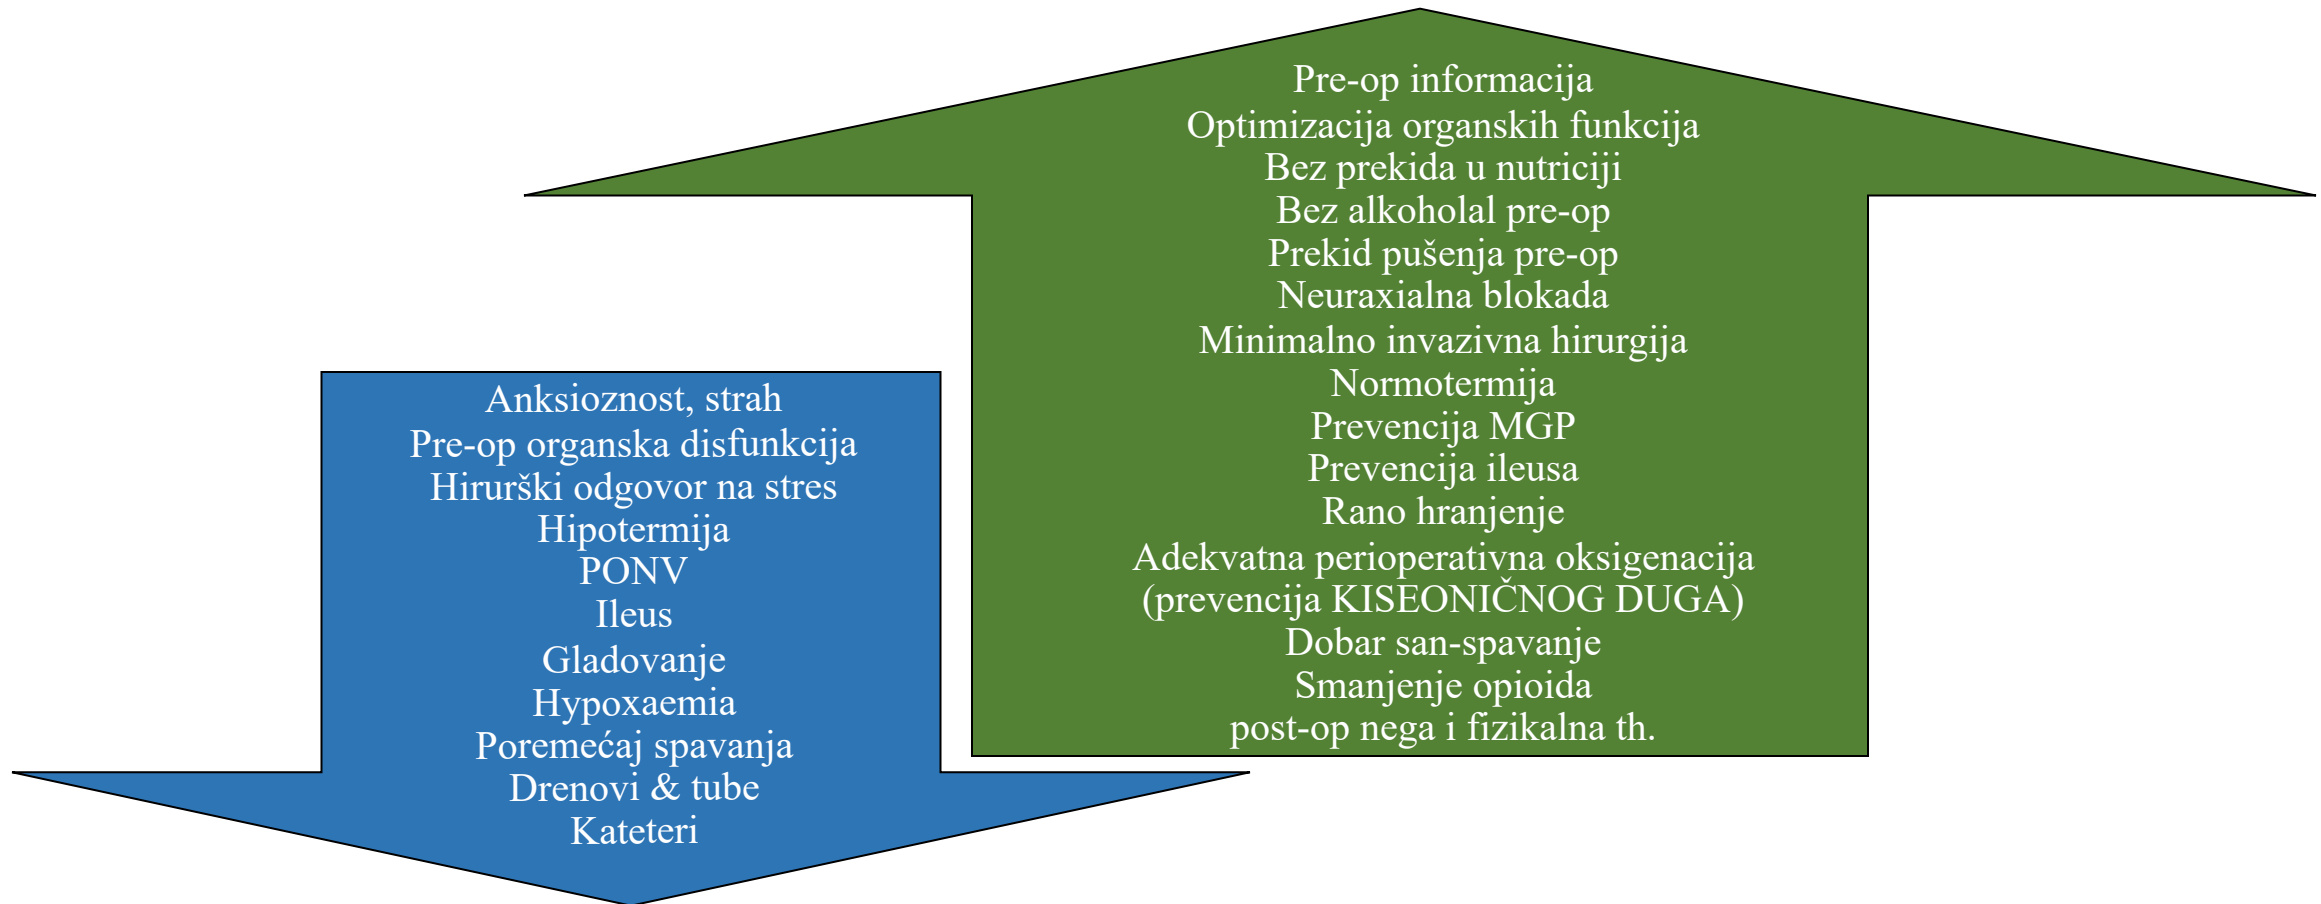 Anksioznost, strah
Pre-op organska disfunkcija
Hirurški odgovor na stres
Hipotermija
PONV
Ileus
Gladovanje
Hypoxaemia
Poremećaj spavanja
Drenovi & tube
Kateteri
Pre-op informacija
Optimizacija organskih funkcija
Bez prekida u nutriciji
Bez alkoholal pre-op
Prekid pušenja pre-op
Neuraxialna blokada
Minimalno invazivna hirurgija
Normotermija
Prevencija MGP
Prevencija ileusa
Rano hranjenje
Adekvatna perioperativna oksigenacija
(prevencija KISEONIČNOG DUGA)
Dobar san-spavanje
Smanjenje opioida
post-op nega i fizikalna th.